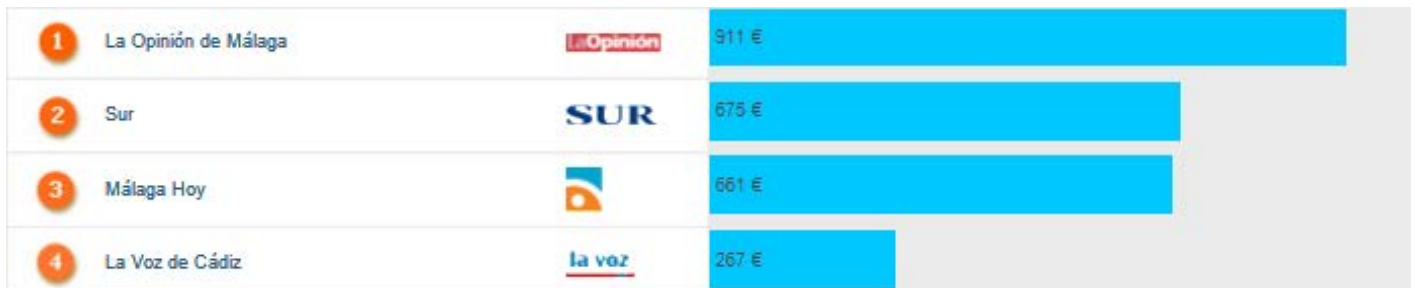 1 La Opinión de Málaga LaOpinión 911 €
2 Sur SUR 675 €
3 Málaga Hoy 661 €
4 La Voz de Cádiz la voz 267 €